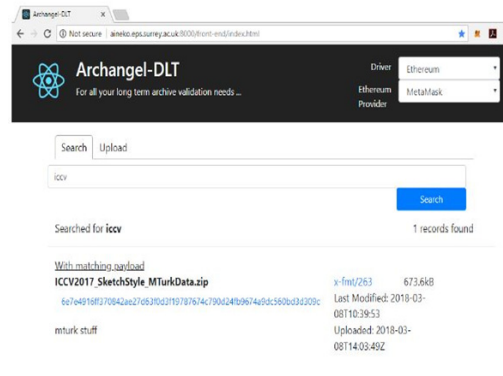 Archangel-DLT
Not secure | aineko.eps.surrey.ac.uk:8000/front-end/index.html
Archangel-DLT
For all your long term archive validation needs ...
Driver
Ethereum
Ethereum Provider
MetaMask
Search Upload
iccv
Search
Searched for iccv
1 records found
With matching payload
ICCV2017_SketchStyle_MTurkData.zip
mturk stuff
x-fmt/263 673.6kB
Last Modified: 2018-03-
08T10:39:53
Uploaded: 2018-03-
08T14:03:49Z